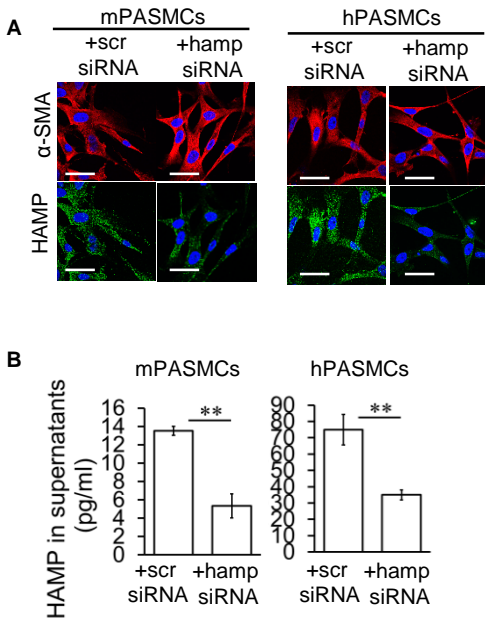 A
mPASMCs
hPASMCs
+scr siRNA
+hamp siRNA
+scr siRNA
+hamp siRNA
α-SMA
HAMP
B
mPASMCs
hPASMCs
HAMP in supernatants
(pg/ml)
16
14
12
10
8
6
4
2
0
**
+scr siRNA
+hamp siRNA
90
80
70
60
50
40
30
20
10
0
**
+scr siRNA
+hamp siRNA